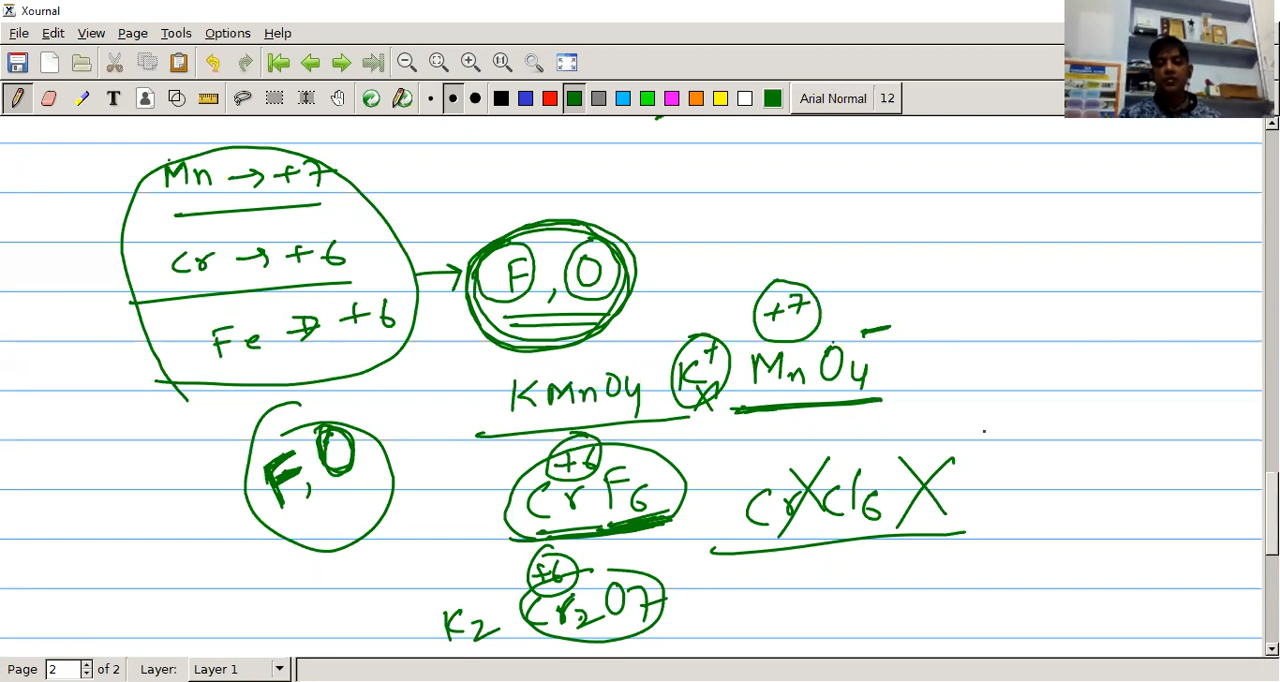 Xournal
File Edit View Page Tools Options Help
Arial Normal 12
Mn → +7
Cr → +6
Fe → +6
F, O
+7
KMnO4 K+ MnO4-
F, O
+6
CrF6 CrCl6 X
+6
K2 Cr2O7
Page 2 of 2 Layer: Layer 1